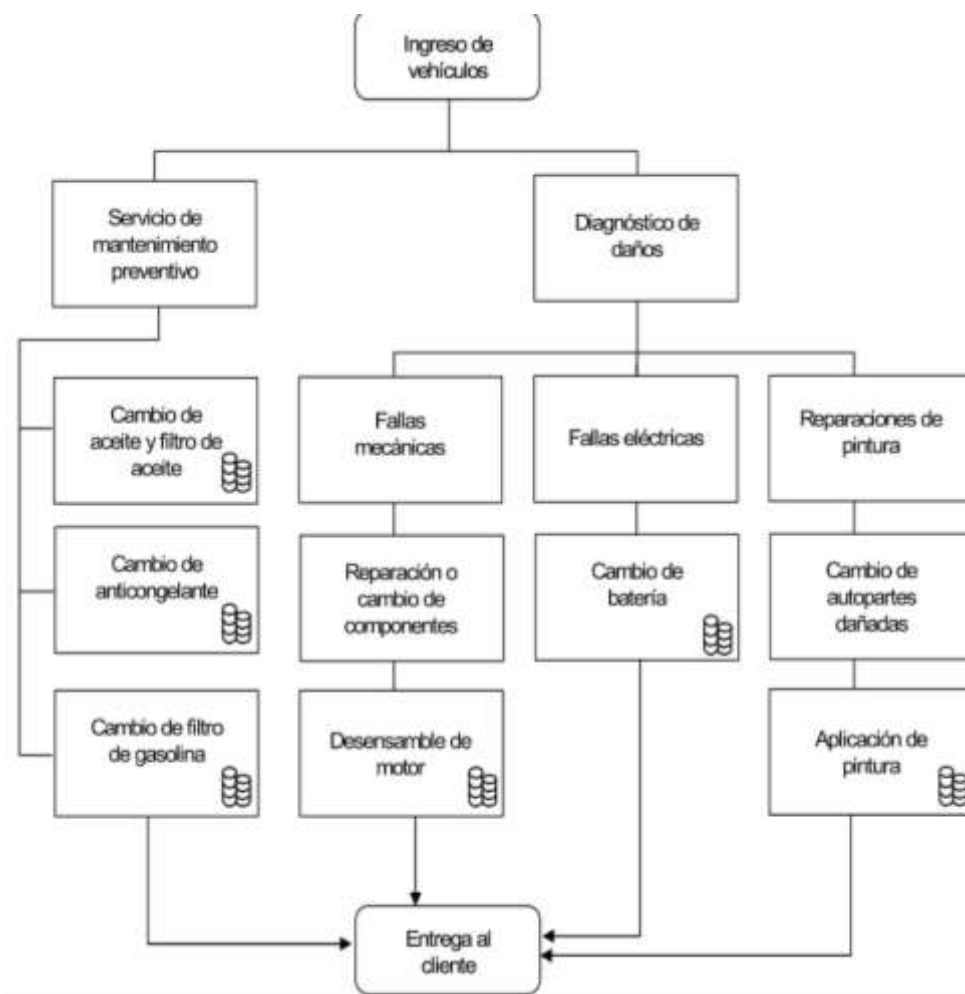 Ingreso de
vehículos
Servicio de
mantenimiento
preventivo
Diagnóstico de
daños
Cambio de
aceite y filtro de
aceite
Fallas
mecánicas
Fallas eléctricas
Reparaciones de
pintura
Cambio de
anticongelante
Reparación o
cambio de
componentes
Cambio de
batería
Cambio de
autopartes
dañadas
Cambio de filtro
de gasolina
Desensamble de
motor
Aplicación de
pintura
Entrega al
cliente